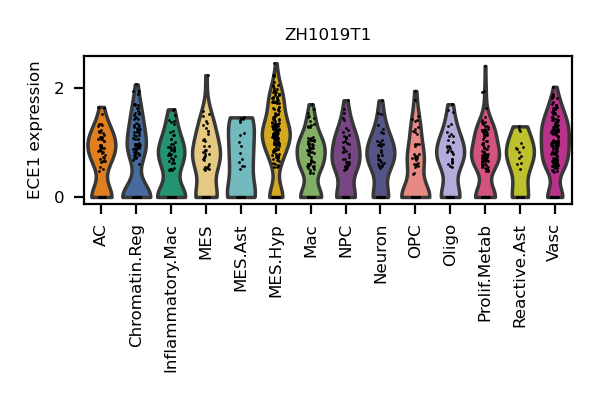 ZH1019T1
ECE1 expression
2
0
AC
Chromatin.Reg
Inflammatory.Mac
MES
MES.Ast
MES.Hyp
Mac
NPC
Neuron
OPC
Oligo
Prolif.Metab
Reactive.Ast
Vasc